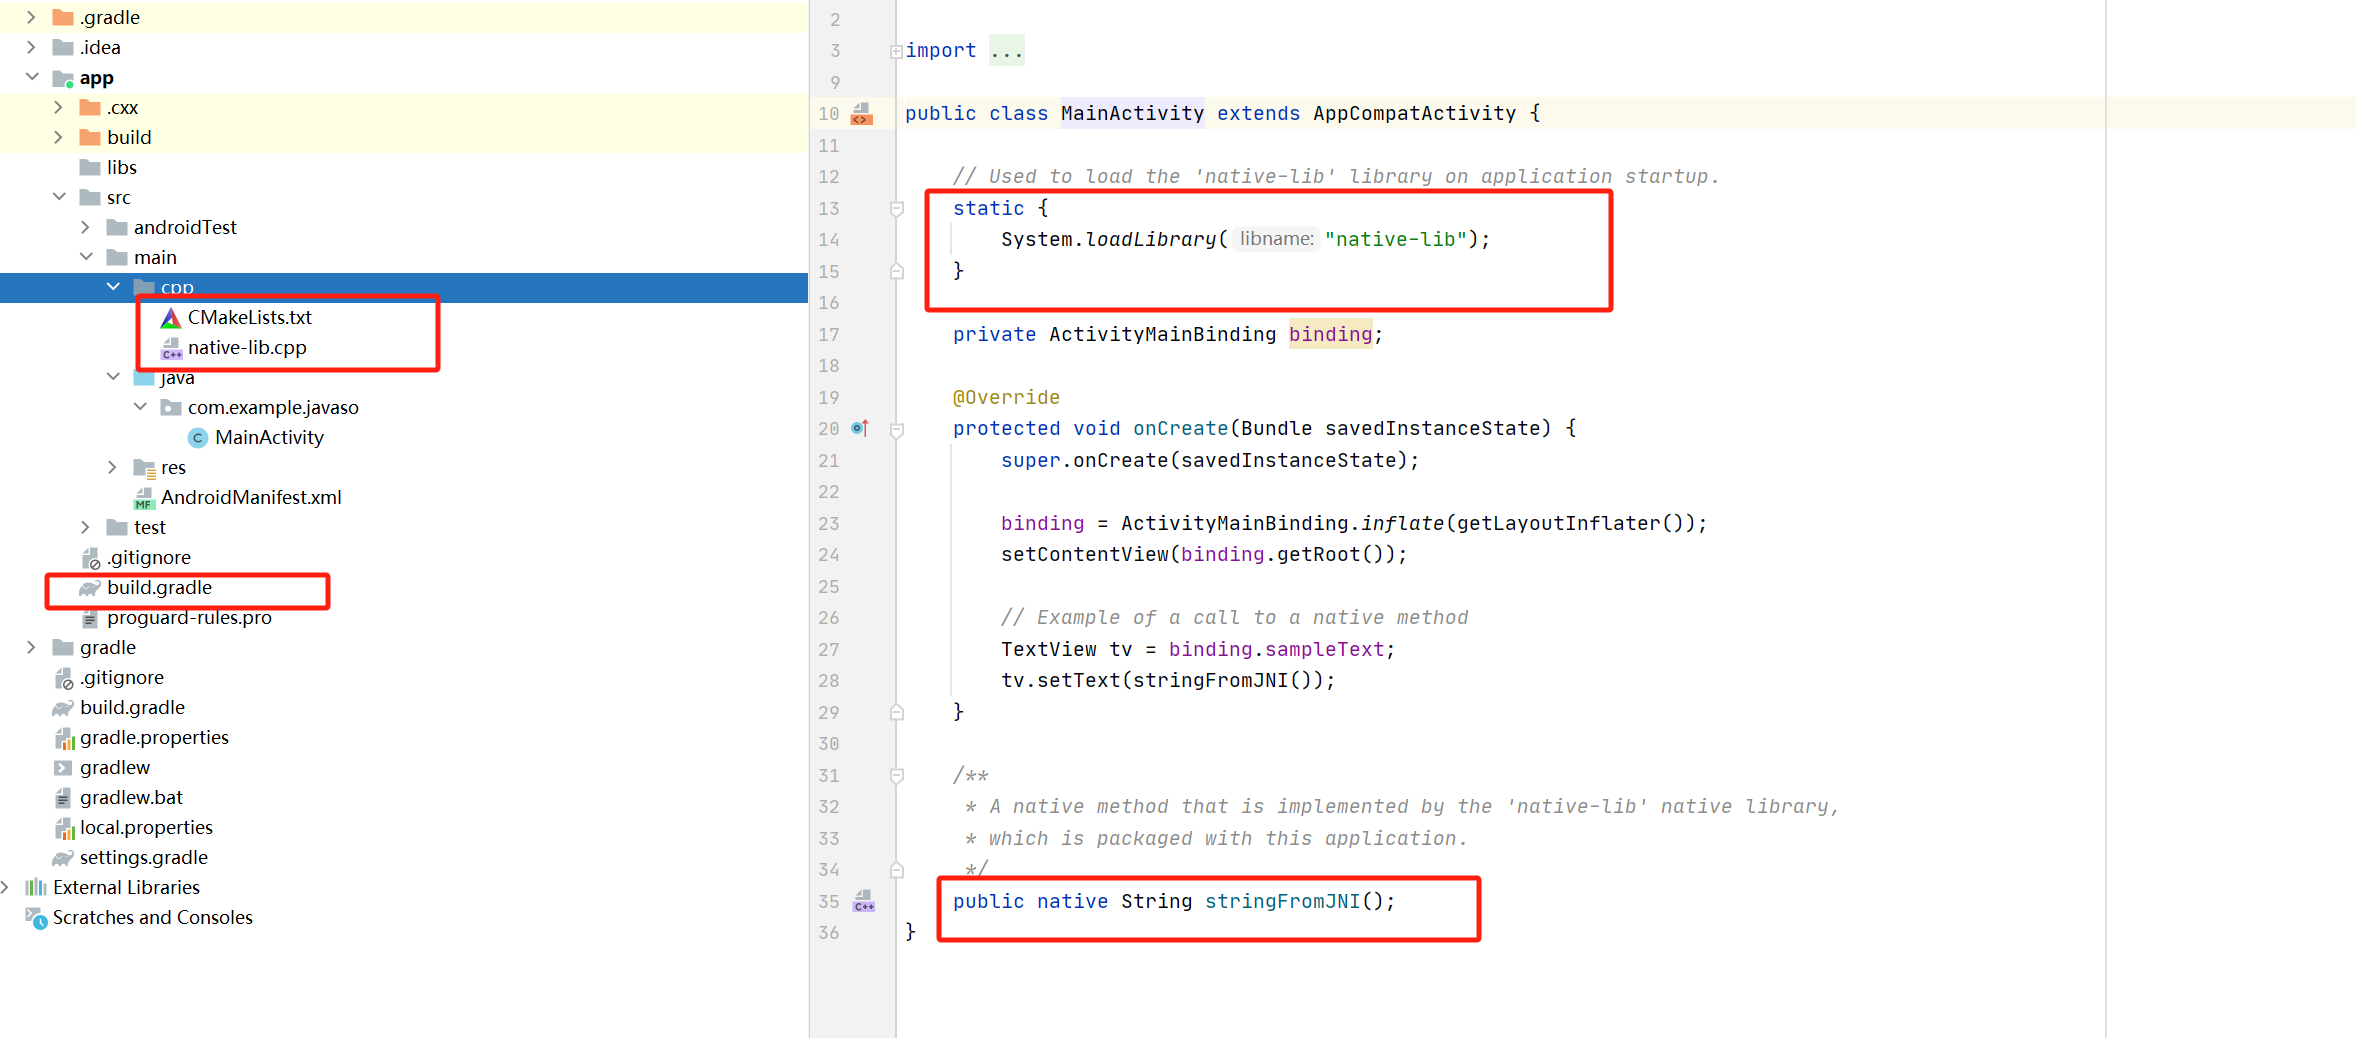 .gradle
.idea
app
.cxx
build
libs
src
androidTest
main
cpp
CMakeLists.txt
native-lib.cpp
java
com.example.javaso
MainActivity
res
AndroidManifest.xml
test
.gitignore
build.gradle
proguard-rules.pro
gradle
.gitignore
build.gradle
gradle.properties
gradlew
gradlew.bat
local.properties
settings.gradle
External Libraries
Scratches and Consoles
2
3 import ...
9
10 public class MainActivity extends AppCompatActivity {
11
12 // Used to load the 'native-lib' library on application startup.
13 static {
14 System.loadLibrary( libname: "native-lib");
15 }
16
17 private ActivityMainBinding binding;
18
19 @Override
20 protected void onCreate(Bundle savedInstanceState) {
21 super.onCreate(savedInstanceState);
22
23 binding = ActivityMainBinding.inflate(getLayoutInflater());
24 setContentView(binding.getRoot());
25
26 // Example of a call to a native method
27 TextView tv = binding.sampleText;
28 tv.setText(stringFromJNI());
29 }
30
31 /**
32 * A native method that is implemented by the 'native-lib' native library,
33 * which is packaged with this application.
34 */
35 public native String stringFromJNI();
36 }